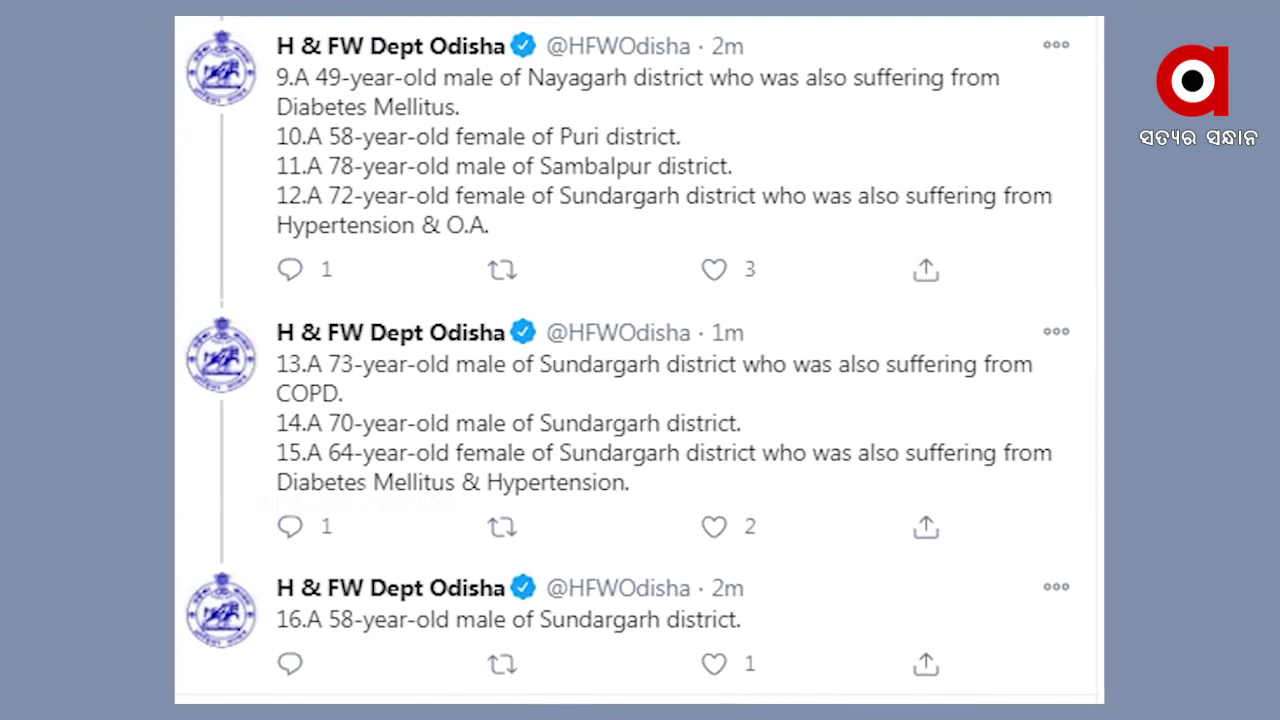 H & FW Dept Odisha @HFWOdisha · 2m
9.A 49-year-old male of Nayagarh district who was also suffering from
Diabetes Mellitus.
10.A 58-year-old female of Puri district.
11.A 78-year-old male of Sambalpur district.
12.A 72-year-old female of Sundargarh district who was also suffering from
Hypertension & O.A.
1 3
H & FW Dept Odisha @HFWOdisha · 1m
13.A 73-year-old male of Sundargarh district who was also suffering from
COPD.
14.A 70-year-old male of Sundargarh district.
15.A 64-year-old female of Sundargarh district who was also suffering from
Diabetes Mellitus & Hypertension.
1 2
H & FW Dept Odisha @HFWOdisha · 2m
16.A 58-year-old male of Sundargarh district.
1
ସତ୍ୟର ସନ୍ଧାନ